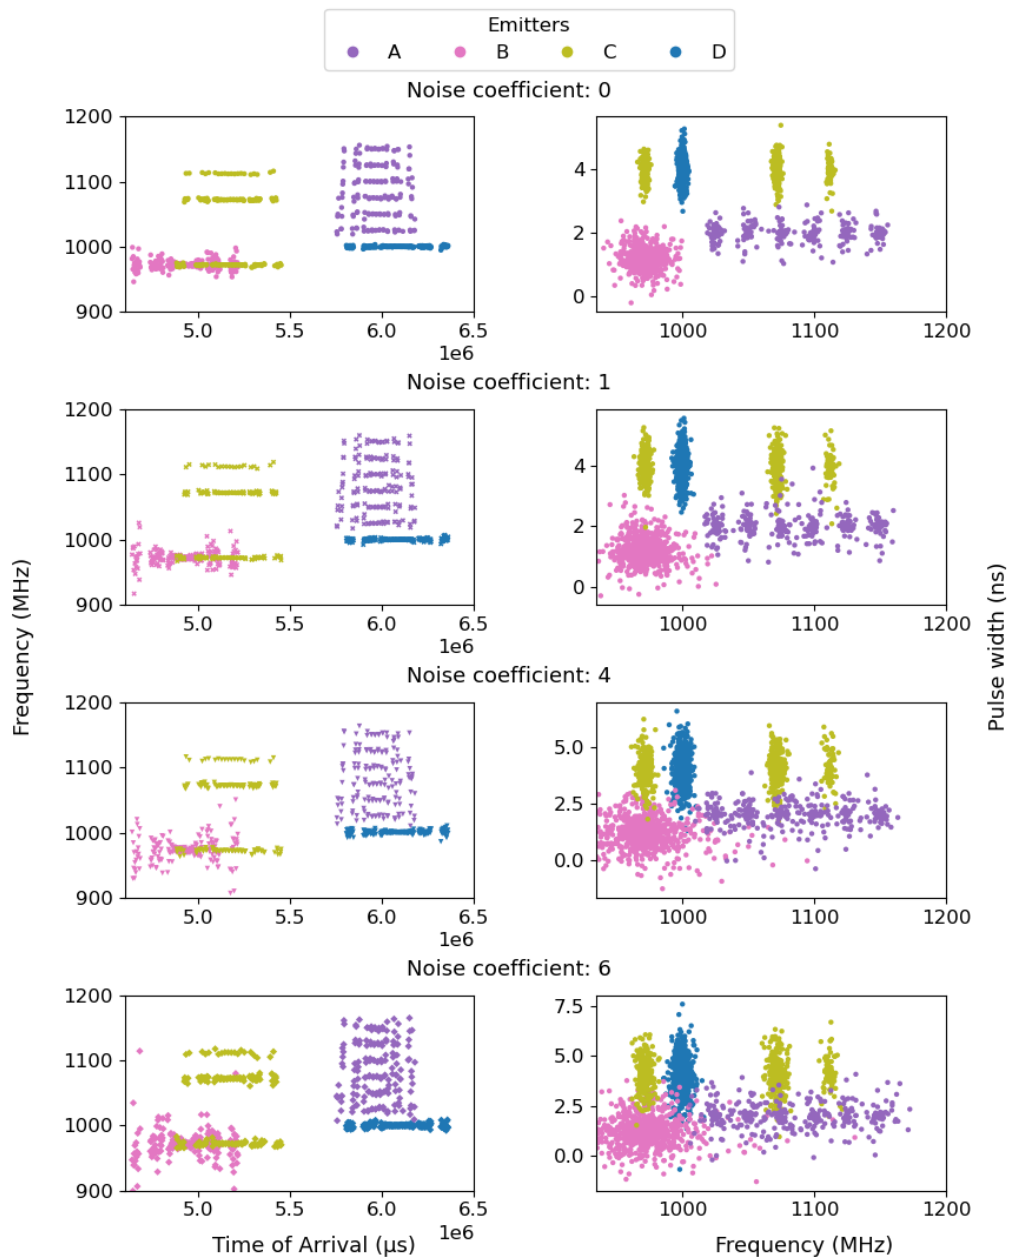 Emitters
A B C D
Noise coefficient: 0
1200
1100
1000
900
5.0 5.5 6.0 6.5
1e6
4
2
0
1000 1100 1200
Noise coefficient: 1
1200
1100
1000
900
5.0 5.5 6.0 6.5
1e6
4
2
0
1000 1100 1200
Frequency (MHz)
Pulse width (ns)
Noise coefficient: 4
1200
1100
1000
900
5.0 5.5 6.0 6.5
1e6
5.0
2.5
0.0
1000 1100 1200
Noise coefficient: 6
1200
1100
1000
900
5.0 5.5 6.0 6.5
1e6
Time of Arrival (μs)
7.5
5.0
2.5
0.0
1000 1100 1200
Frequency (MHz)